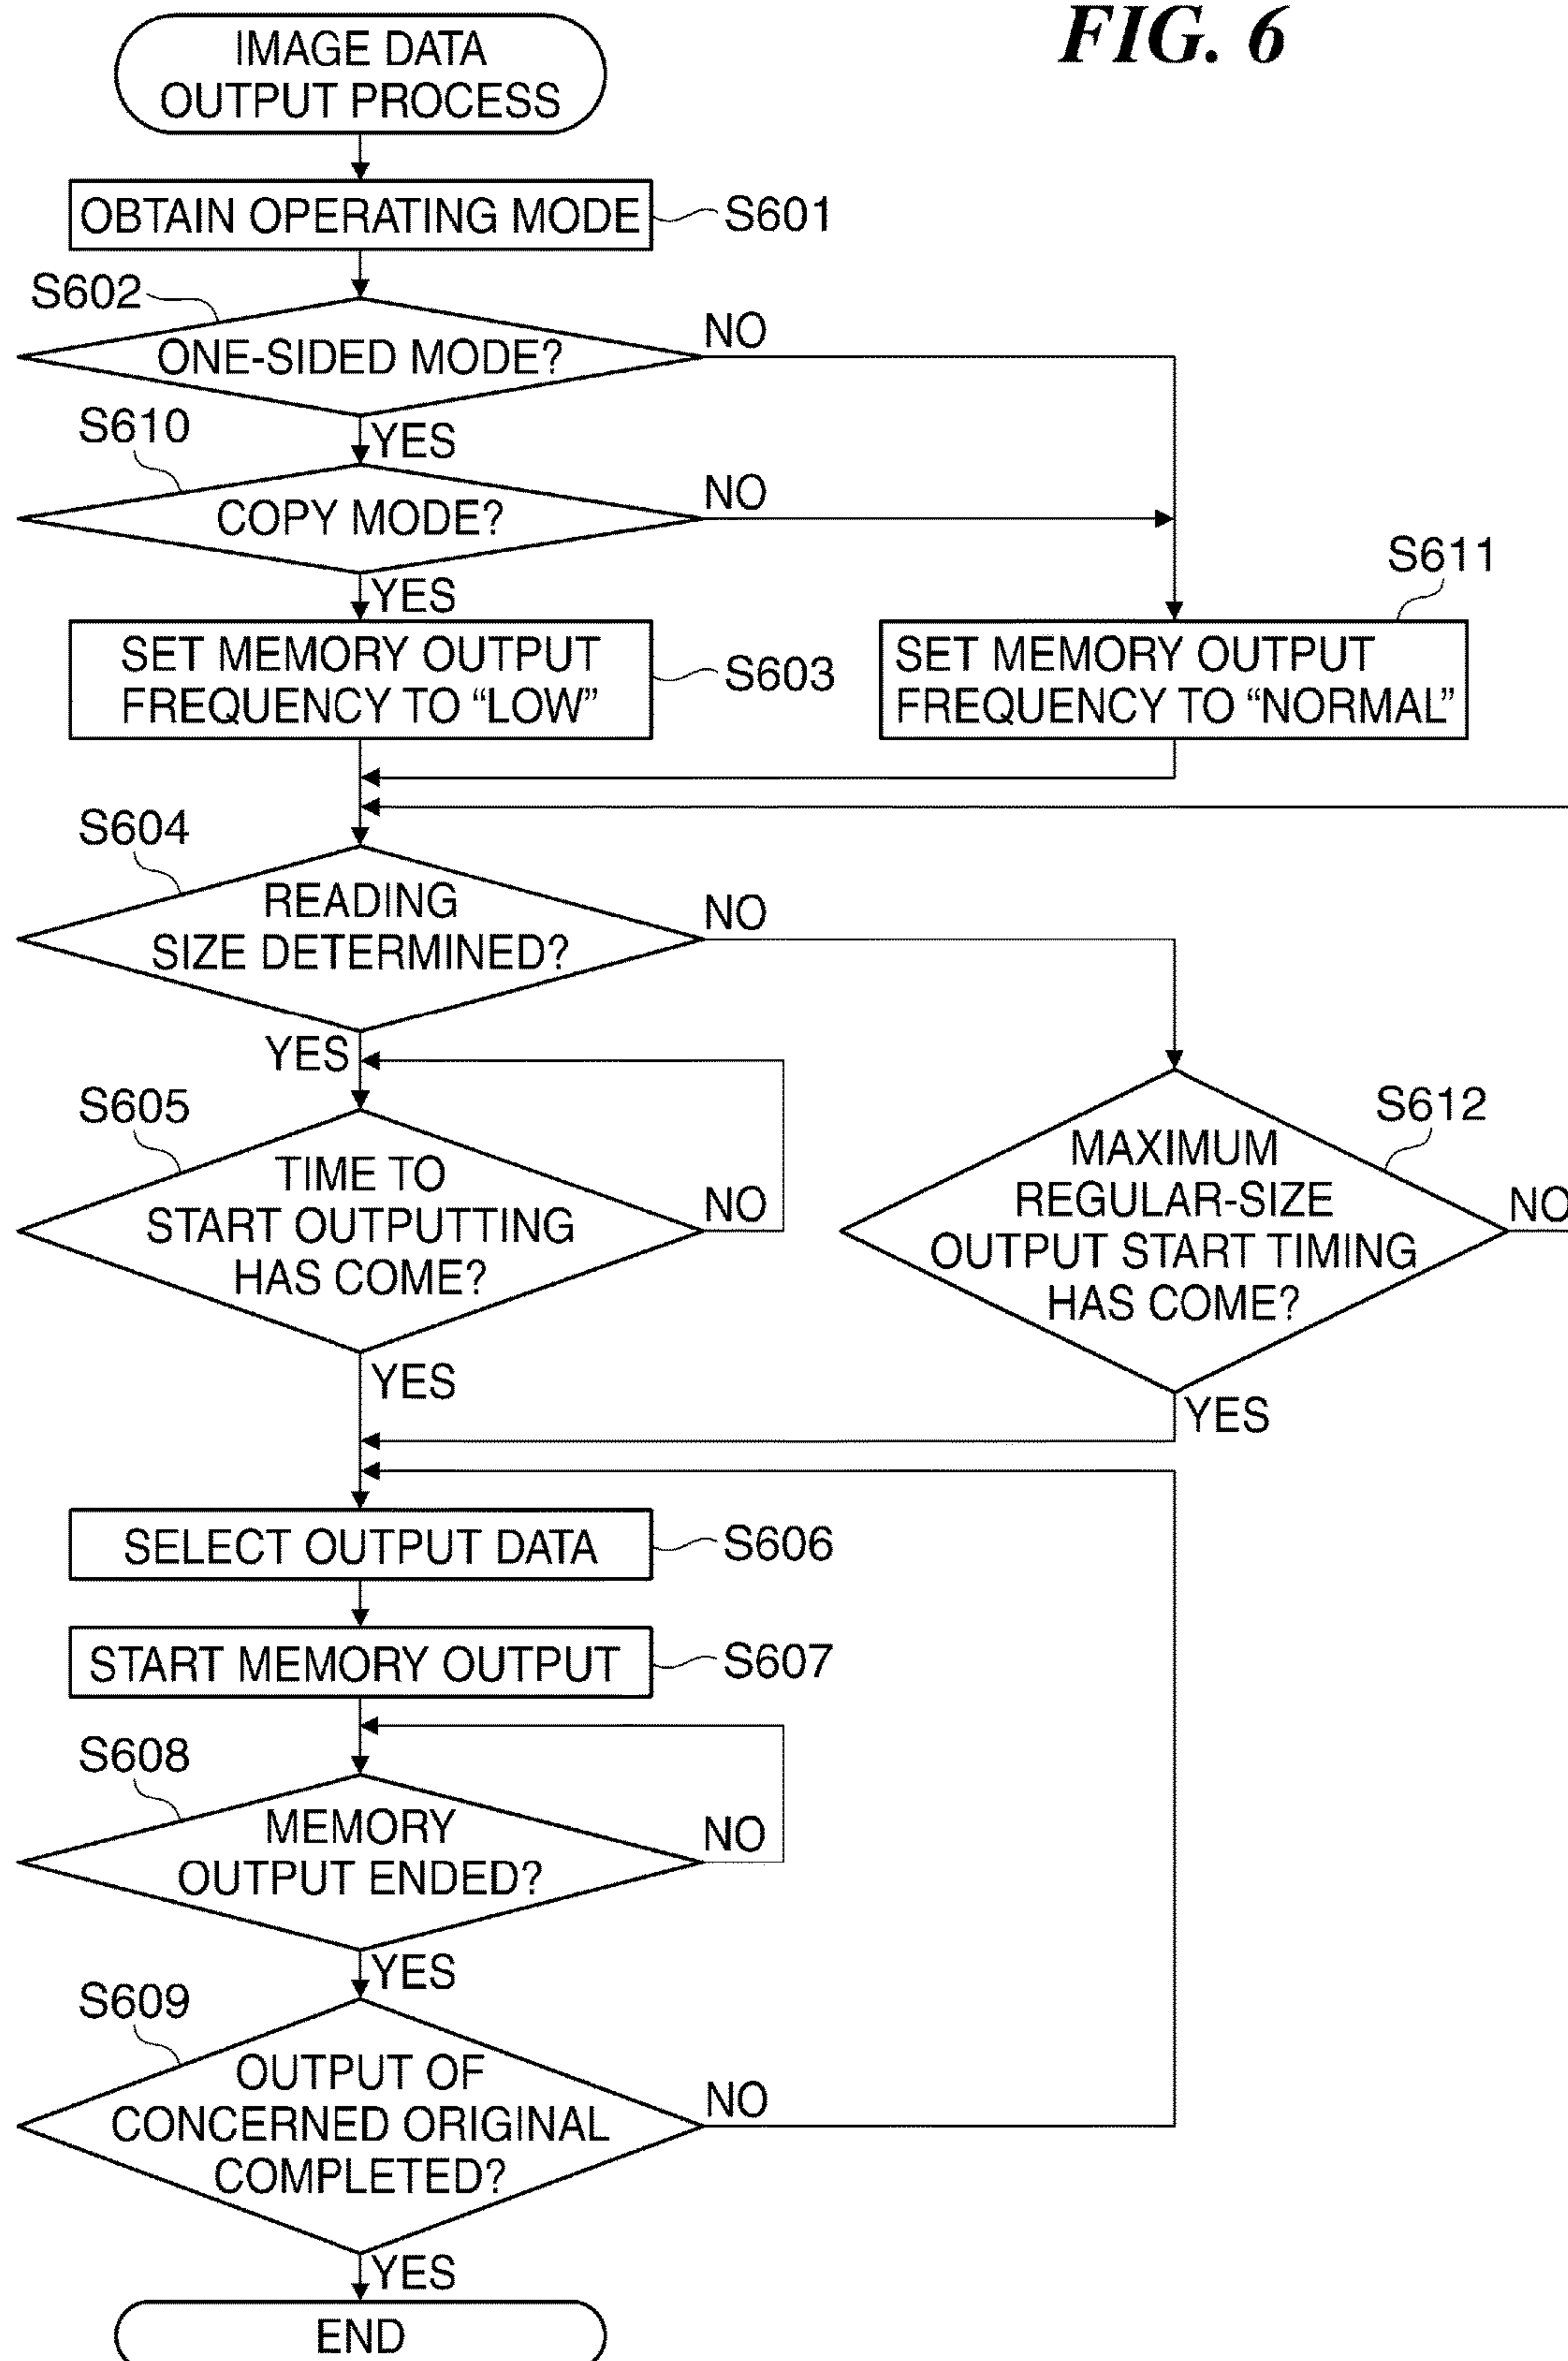 FIG. 6
IMAGE DATA
OUTPUT PROCESS
OBTAIN OPERATING MODE
S601
S602
ONE-SIDED MODE?
NO
YES
S610
COPY MODE?
NO
YES
SET MEMORY OUTPUT
FREQUENCY TO “LOW”
S603
S611
SET MEMORY OUTPUT
FREQUENCY TO “NORMAL”
S604
READING
SIZE DETERMINED?
NO
YES
S605
TIME TO
START OUTPUTTING
HAS COME?
NO
YES
S612
MAXIMUM
REGULAR-SIZE
OUTPUT START TIMING
HAS COME?
NO
YES
SELECT OUTPUT DATA
S606
START MEMORY OUTPUT
S607
S608
MEMORY
OUTPUT ENDED?
NO
YES
S609
OUTPUT OF
CONCERNED ORIGINAL
COMPLETED?
NO
YES
END